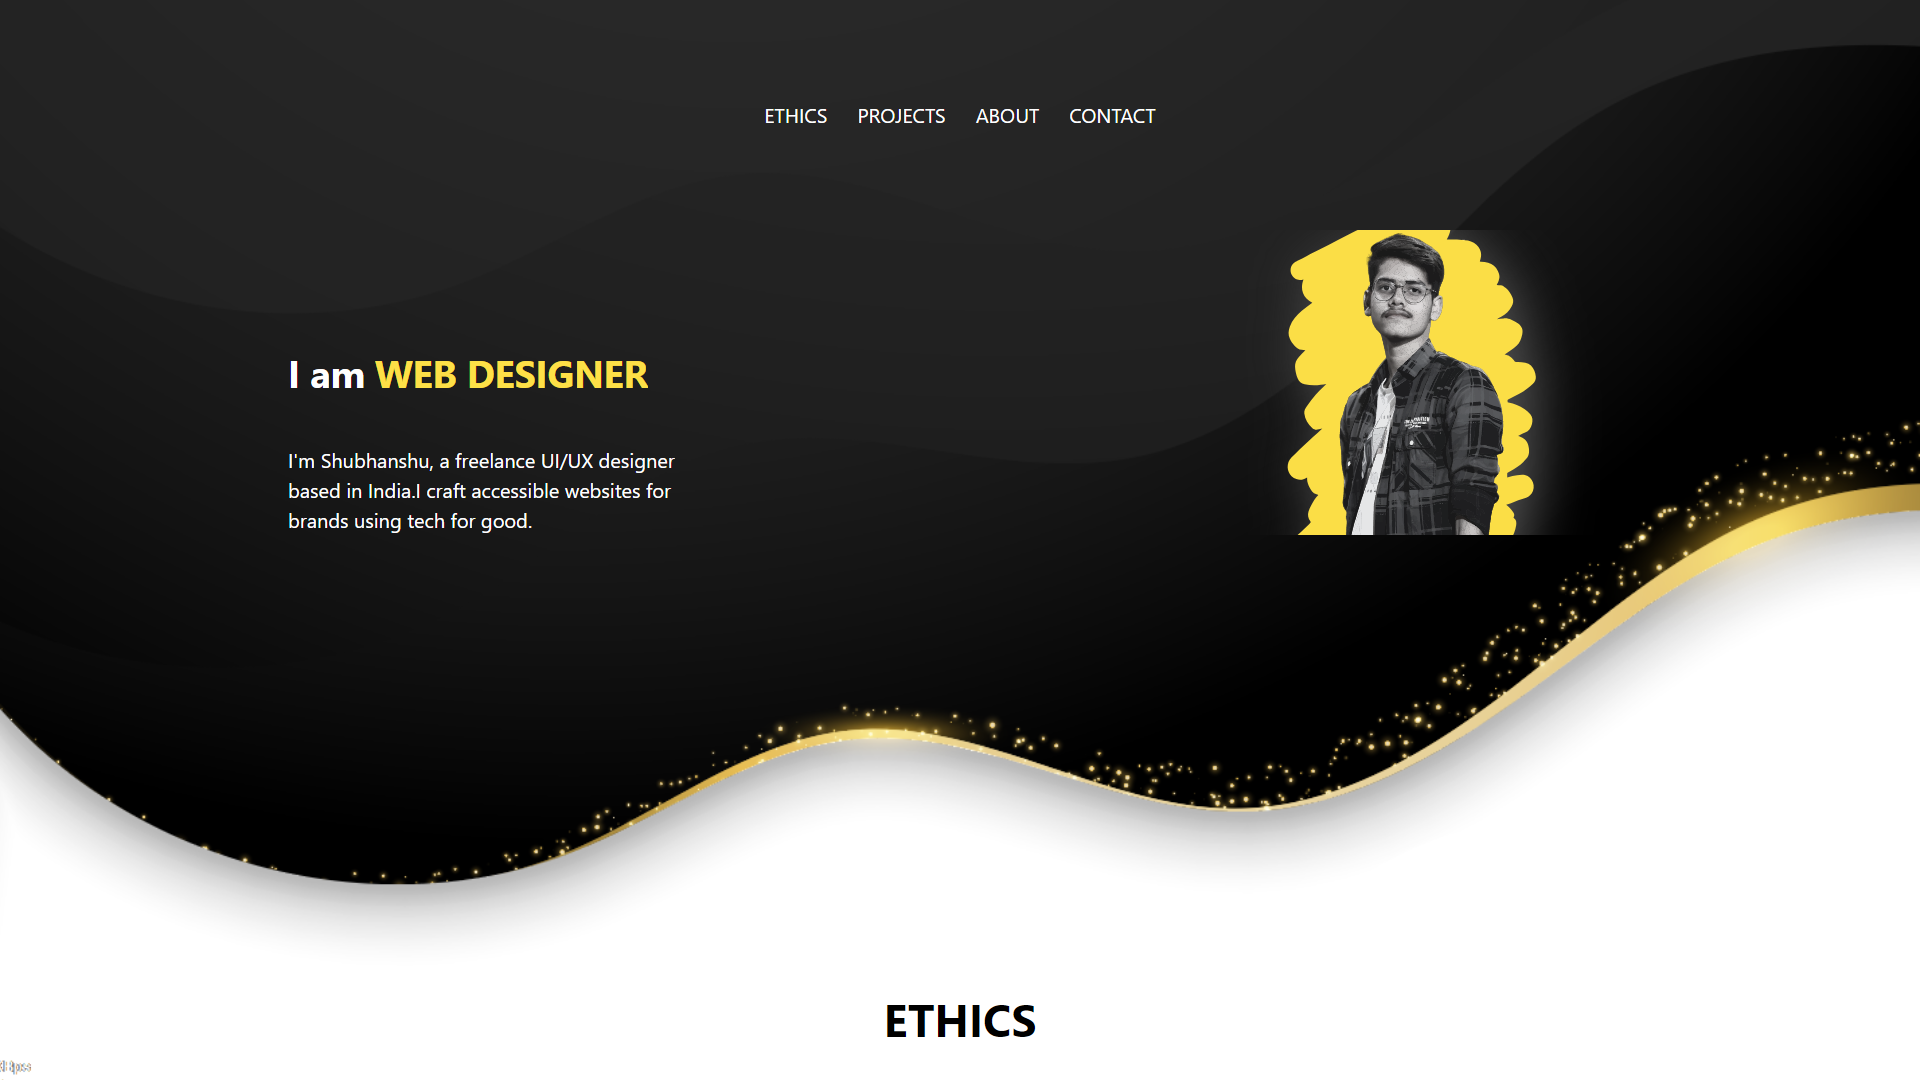 ETHICS PROJECTS ABOUT CONTACT
I am WEB DESIGNER
I'm Shubhanshu, a freelance UI/UX designer
based in India.I craft accessible websites for
brands using tech for good.
ETHICS